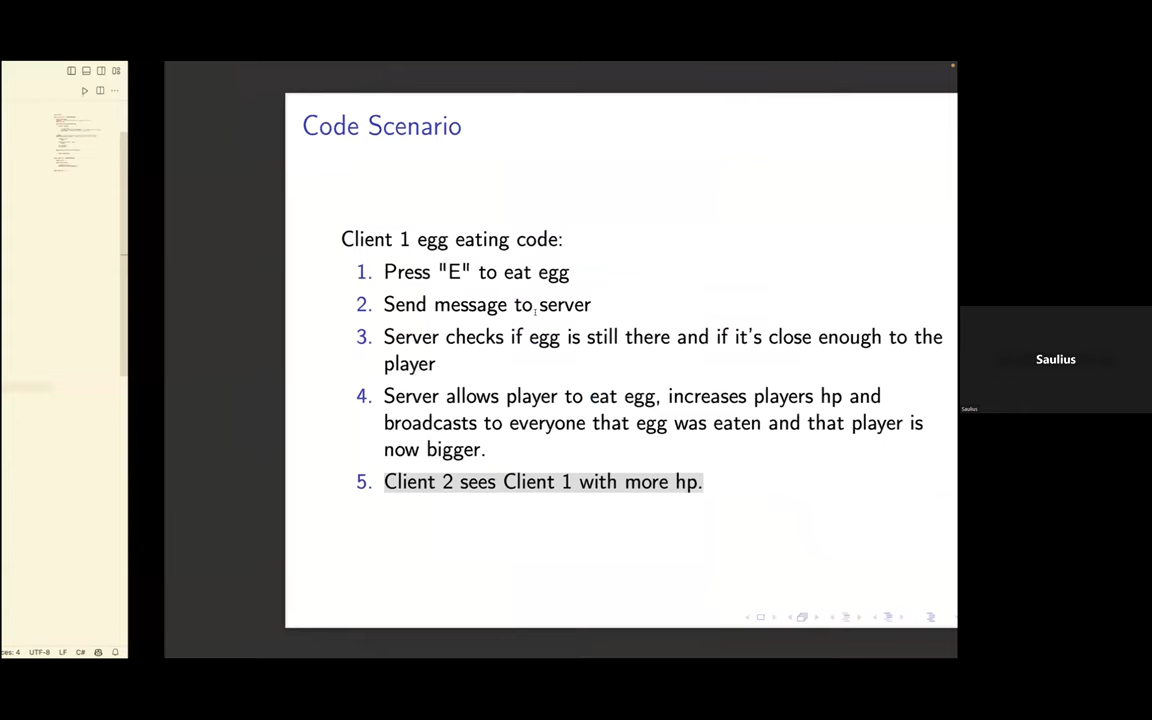 Code Scenario
Client 1 egg eating code:
1. Press "E" to eat egg
2. Send message to server
3. Server checks if egg is still there and if it's close enough to the
player
4. Server allows player to eat egg, increases players hp and
broadcasts to everyone that egg was eaten and that player is
now bigger.
5. Client 2 sees Client 1 with more hp.
Saulius
Saulius
ces: 4 UTF-8 LF C#